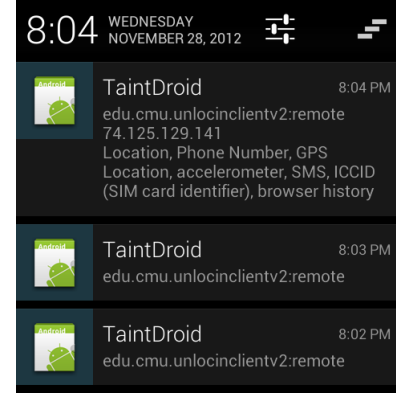 8:04 WEDNESDAY
NOVEMBER 28, 2012
Android
TaintDroid 8:04 PM
edu.cmu.unlocinclientv2:remote
74.125.129.141
Location, Phone Number, GPS
Location, accelerometer, SMS, ICCID
(SIM card identifier), browser history
Android
TaintDroid 8:03 PM
edu.cmu.unlocinclientv2:remote
Android
TaintDroid 8:02 PM
edu.cmu.unlocinclientv2:remote